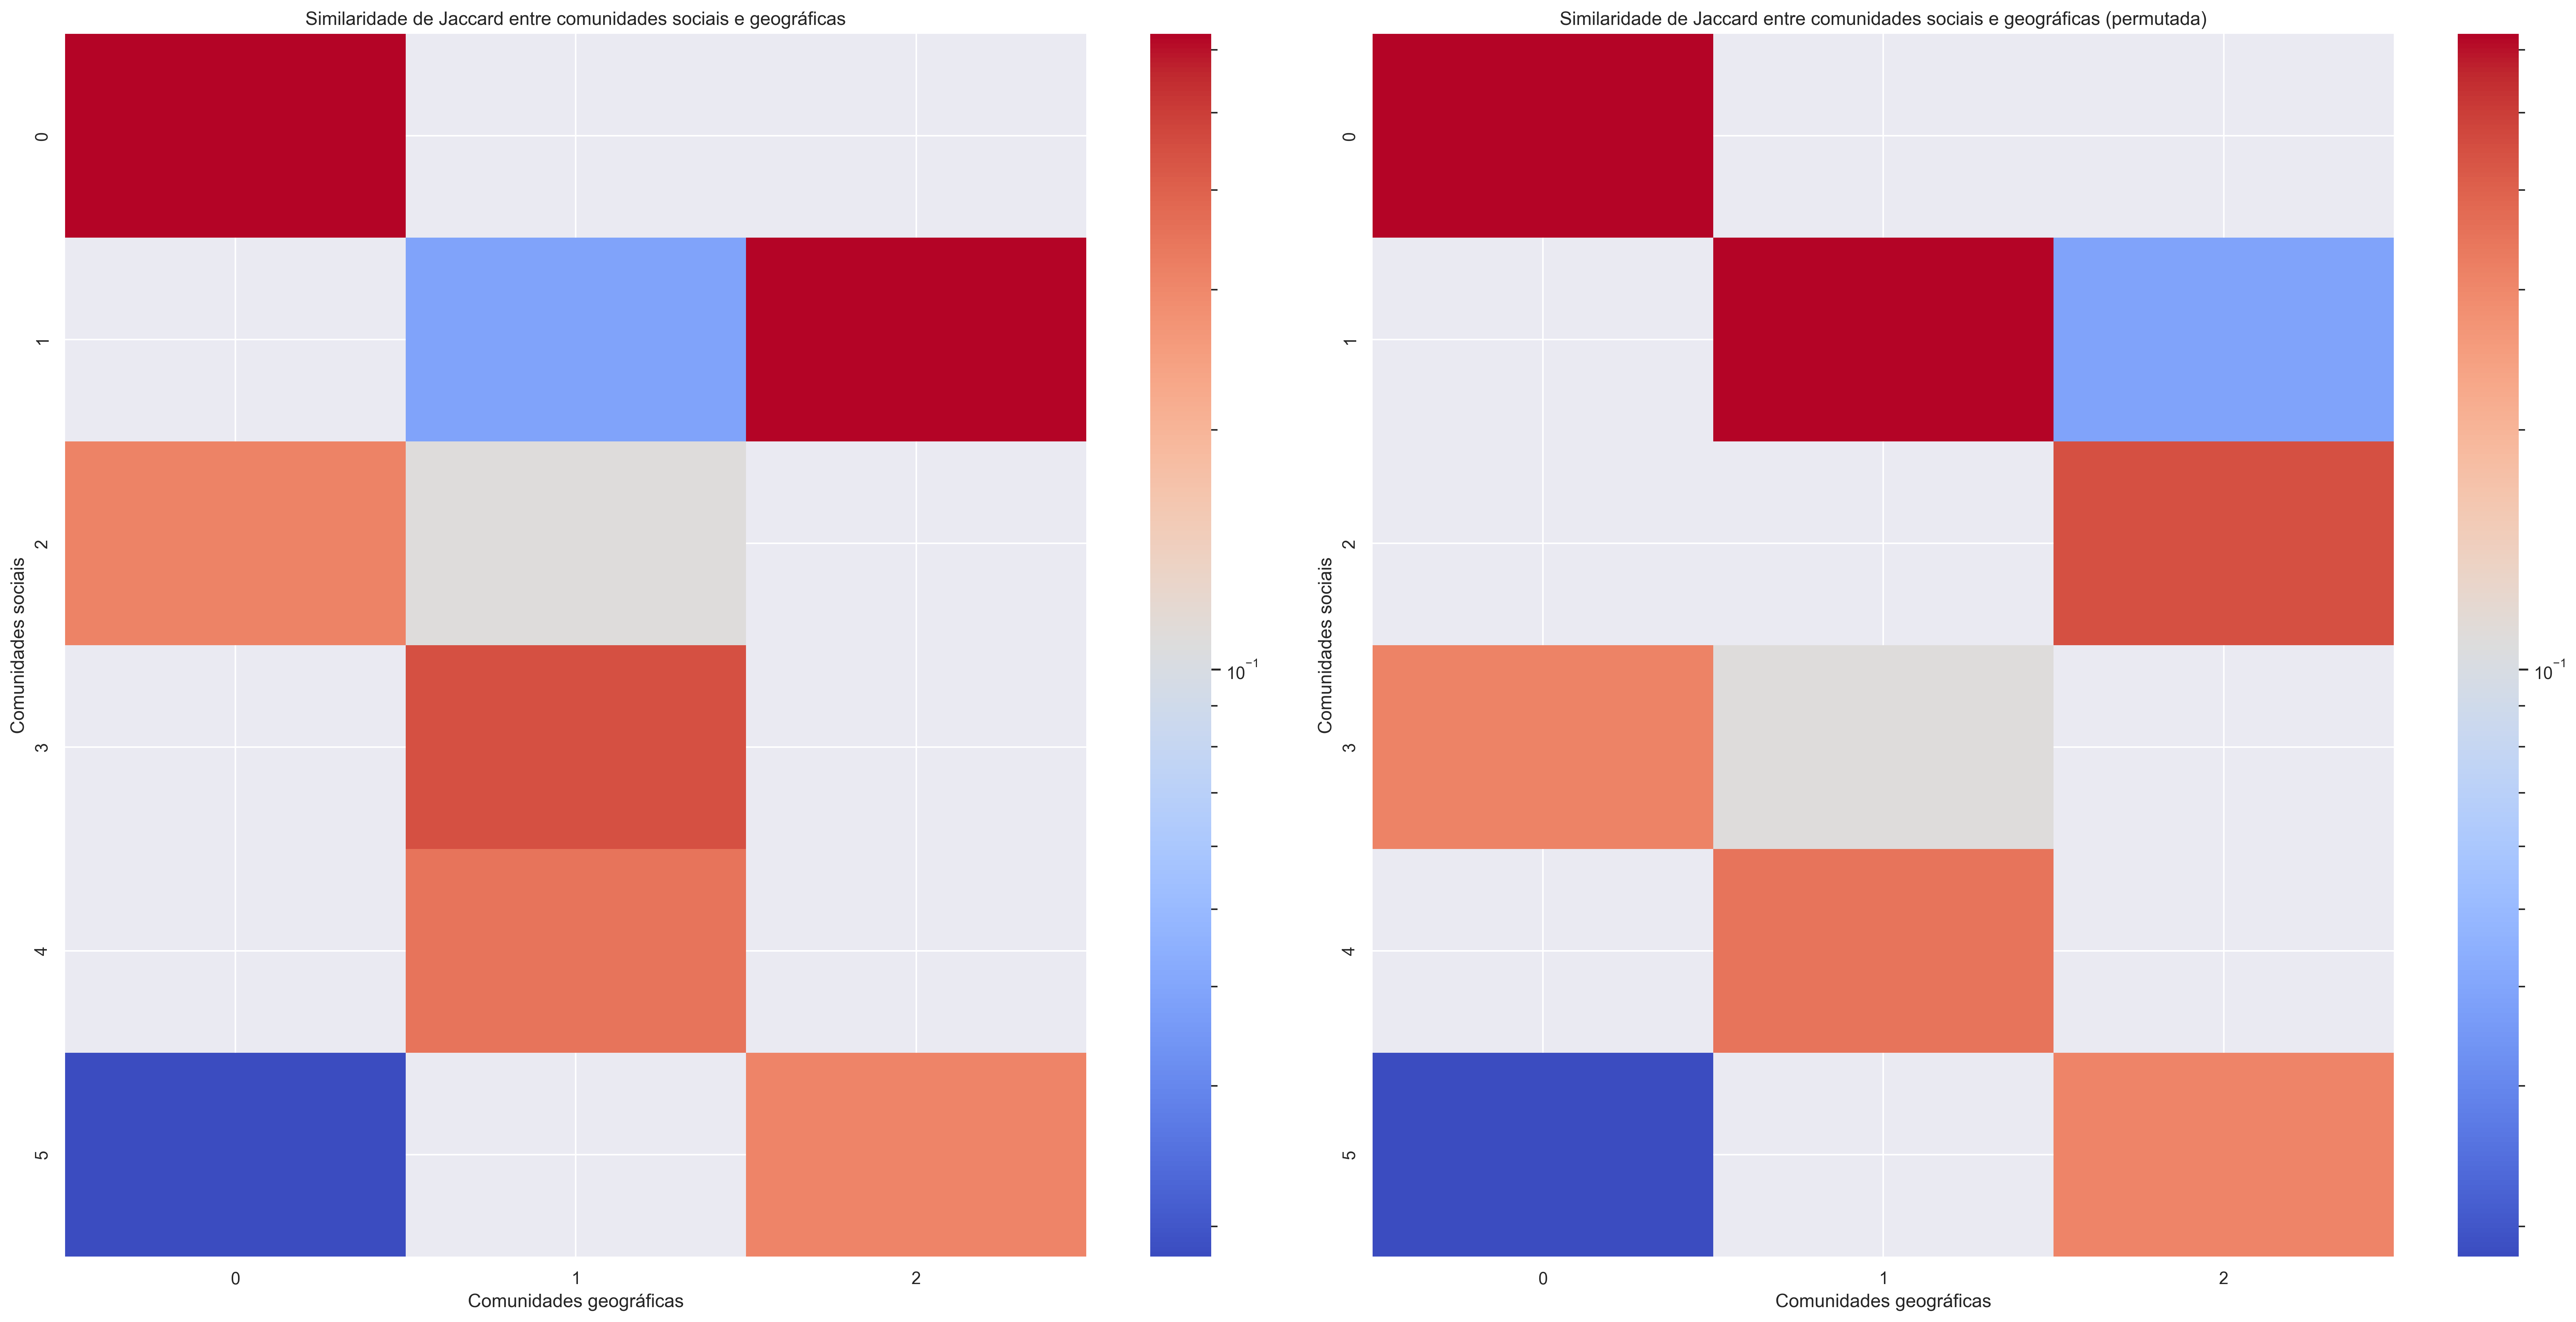 Similaridade de Jaccard entre comunidades sociais e geográficas
Comunidades sociais
0
1
2
3
4
5
0 1 2
Comunidades geográficas
10⁻¹
Similaridade de Jaccard entre comunidades sociais e geográficas (permutada)
Comunidades sociais
0
1
2
3
4
5
0 1 2
Comunidades geográficas
10⁻¹